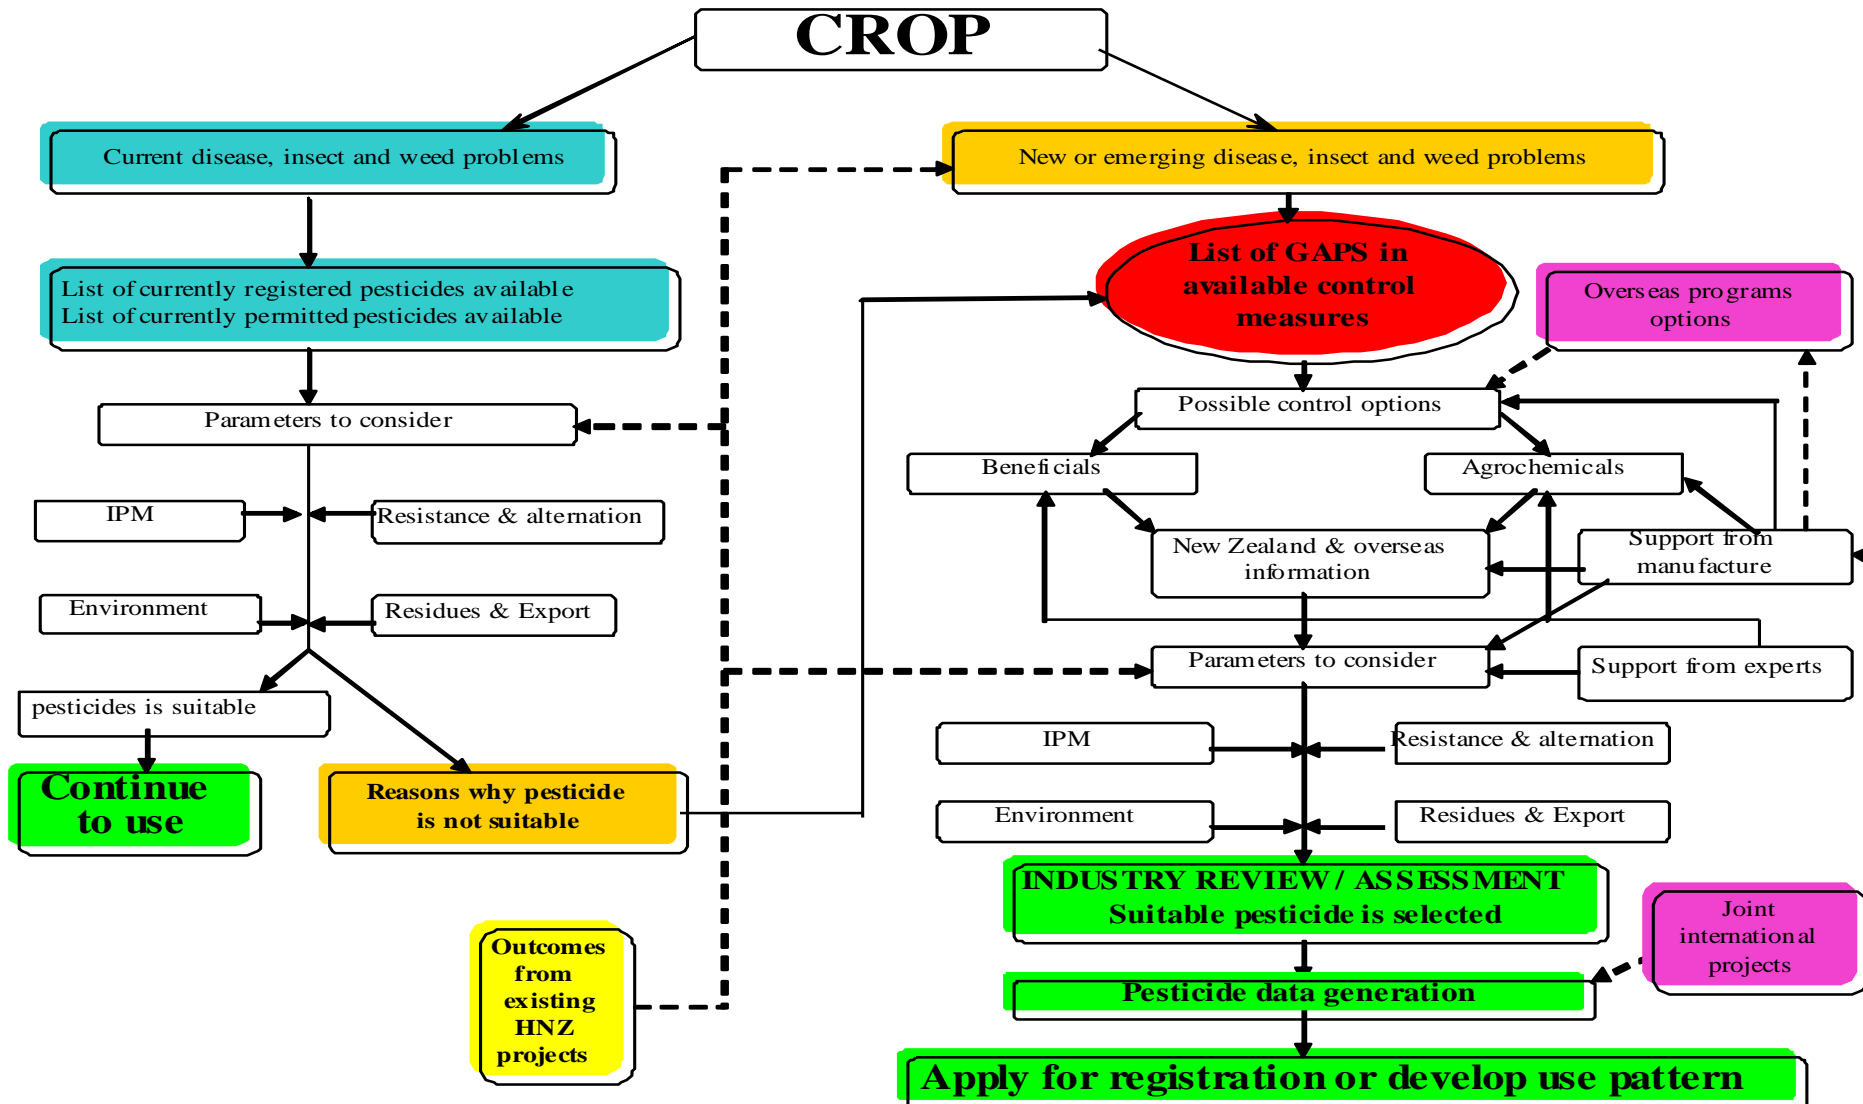 CROP
Current disease, insect and weed problems
New or emerging disease, insect and weed problems
List of currently registered pesticides available
List of currently permitted pesticides available
List of GAPS in
available control
measures
Overseas programs
options
Parameters to consider
Possible control options
Beneficials
Agrochemicals
IPM
Resistance & alternation
New Zealand & overseas
information
Support from
manufacture
Environment
Residues & Export
Parameters to consider
Support from experts
pesticides is suitable
IPM
Resistance & alternation
Continue
to use
Reasons why pesticide
is not suitable
Environment
Residues & Export
INDUSTRY REVIEW / ASSESSMENT
Suitable pesticide is selected
Joint
international
projects
Outcomes
from
existing
HNZ
projects
Pesticide data generation
Apply for registration or develop use pattern